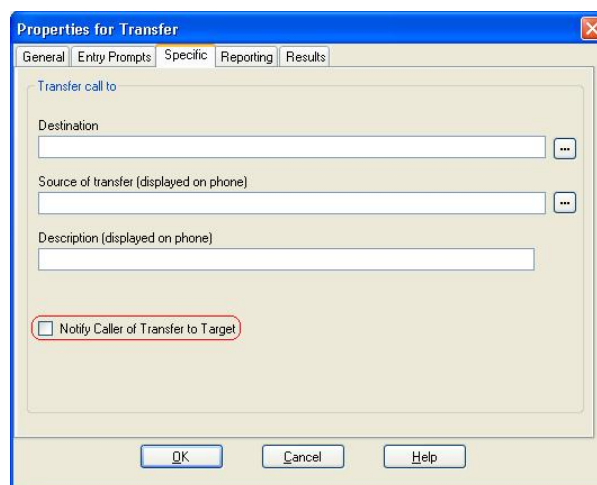 Properties for Transfer
General Entry Prompts Specific Reporting Results
Transfer call to
Destination
...
Source of transfer (displayed on phone)
...
Description (displayed on phone)
Notify Caller of Transfer to Target
OK Cancel Help